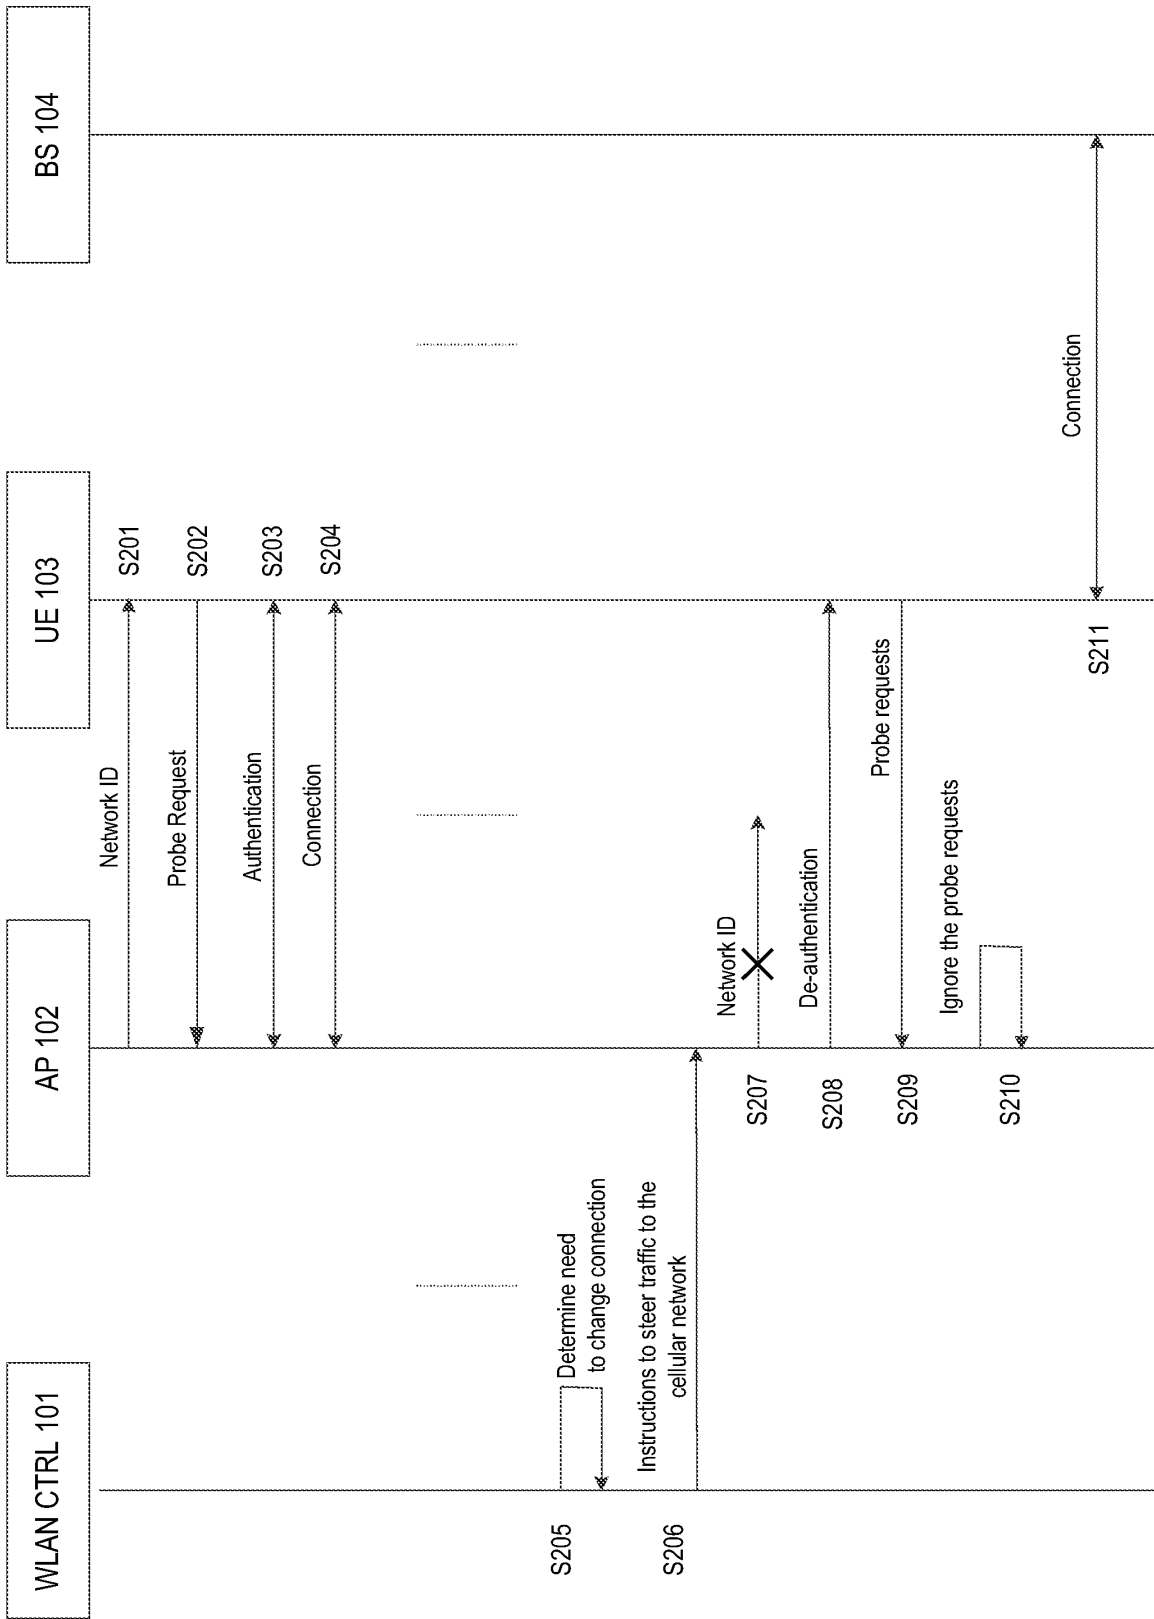 WLAN CTRL 101
AP 102
UE 103
BS 104
Network ID
S201
Probe Request
S202
Authentication
S203
Connection
S204
S205
Determine need
to change connection
S206
Instructions to steer traffic to the
cellular network
S207
Network ID
S208
De-authentication
S209
Probe requests
S210
Ignore the probe requests
S211
Connection